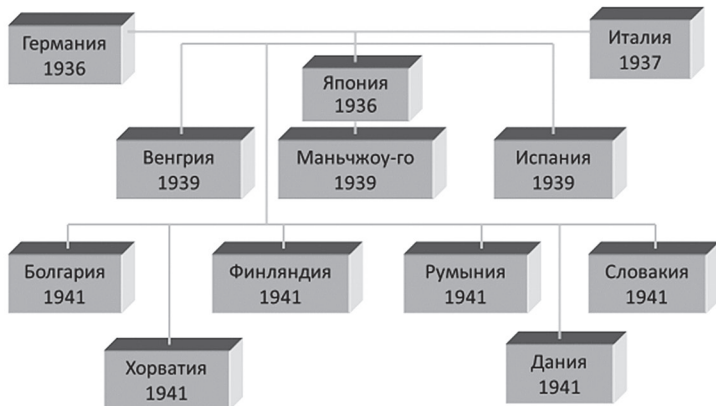 Германия
1936
Италия
1937
Япония
1936
Венгрия
1939
Маньчжоу-го
1939
Испания
1939
Болгария
1941
Финляндия
1941
Румыния
1941
Словакия
1941
Хорватия
1941
Дания
1941